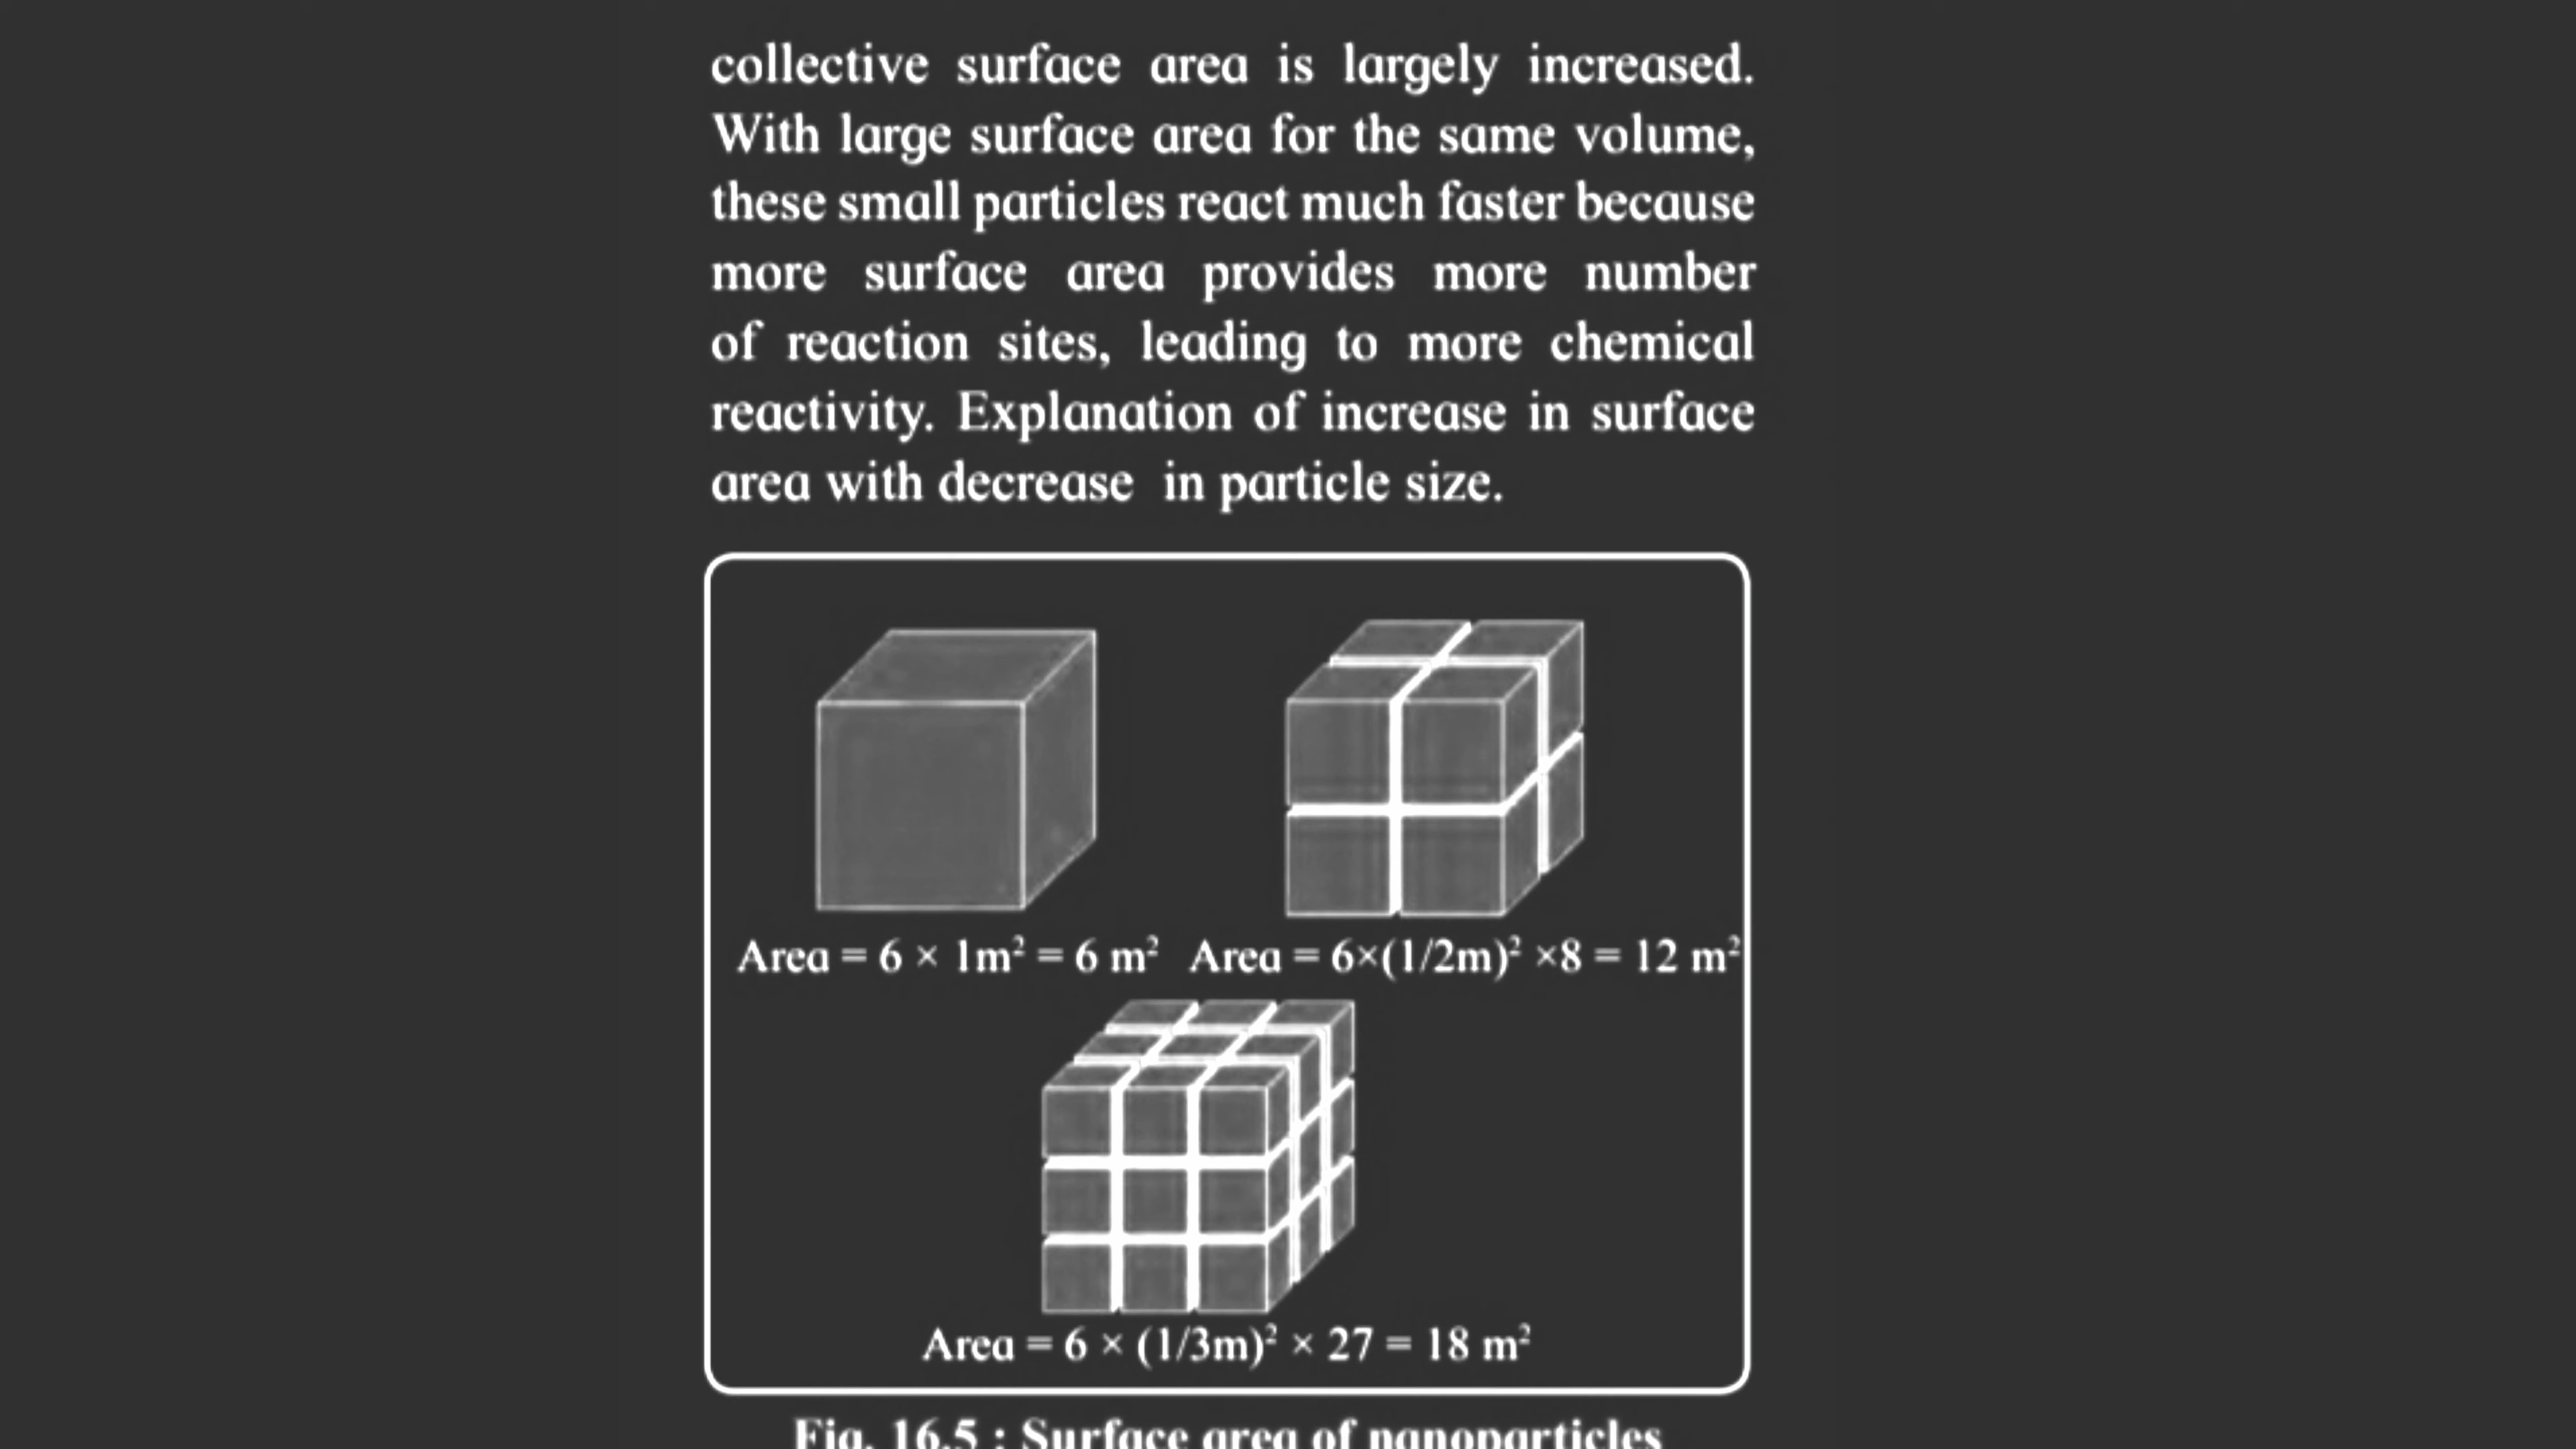 collective surface area is largely increased.
With large surface area for the same volume,
these small particles react much faster because
more surface area provides more number
of reaction sites, leading to more chemical
reactivity. Explanation of increase in surface
area with decrease in particle size.
Area = 6 × 1m² = 6 m²
Area = 6×(1/2m)² ×8 = 12 m²
Area = 6 × (1/3m)² × 27 = 18 m²
Fig. 16.5 : Surface area of nanoparticles